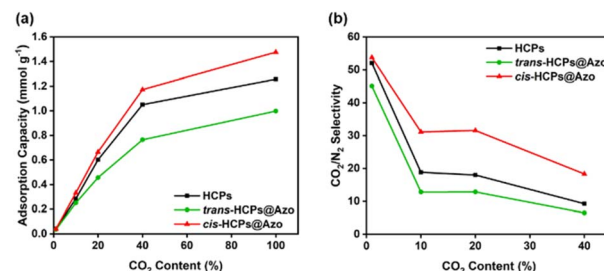 (a)
Adsorption Capacity (mmol g⁻¹)
1.6
1.4
1.2
1.0
0.8
0.6
0.4
0.2
0.0
HCPs
trans-HCPs@Azo
cis-HCPs@Azo
0 20 40 60 80 100
CO₂ Content (%)
(b)
CO₂/N₂ Selectivity
60
50
40
30
20
10
0
HCPs
trans-HCPs@Azo
cis-HCPs@Azo
0 10 20 30 40
CO₂ Content (%)